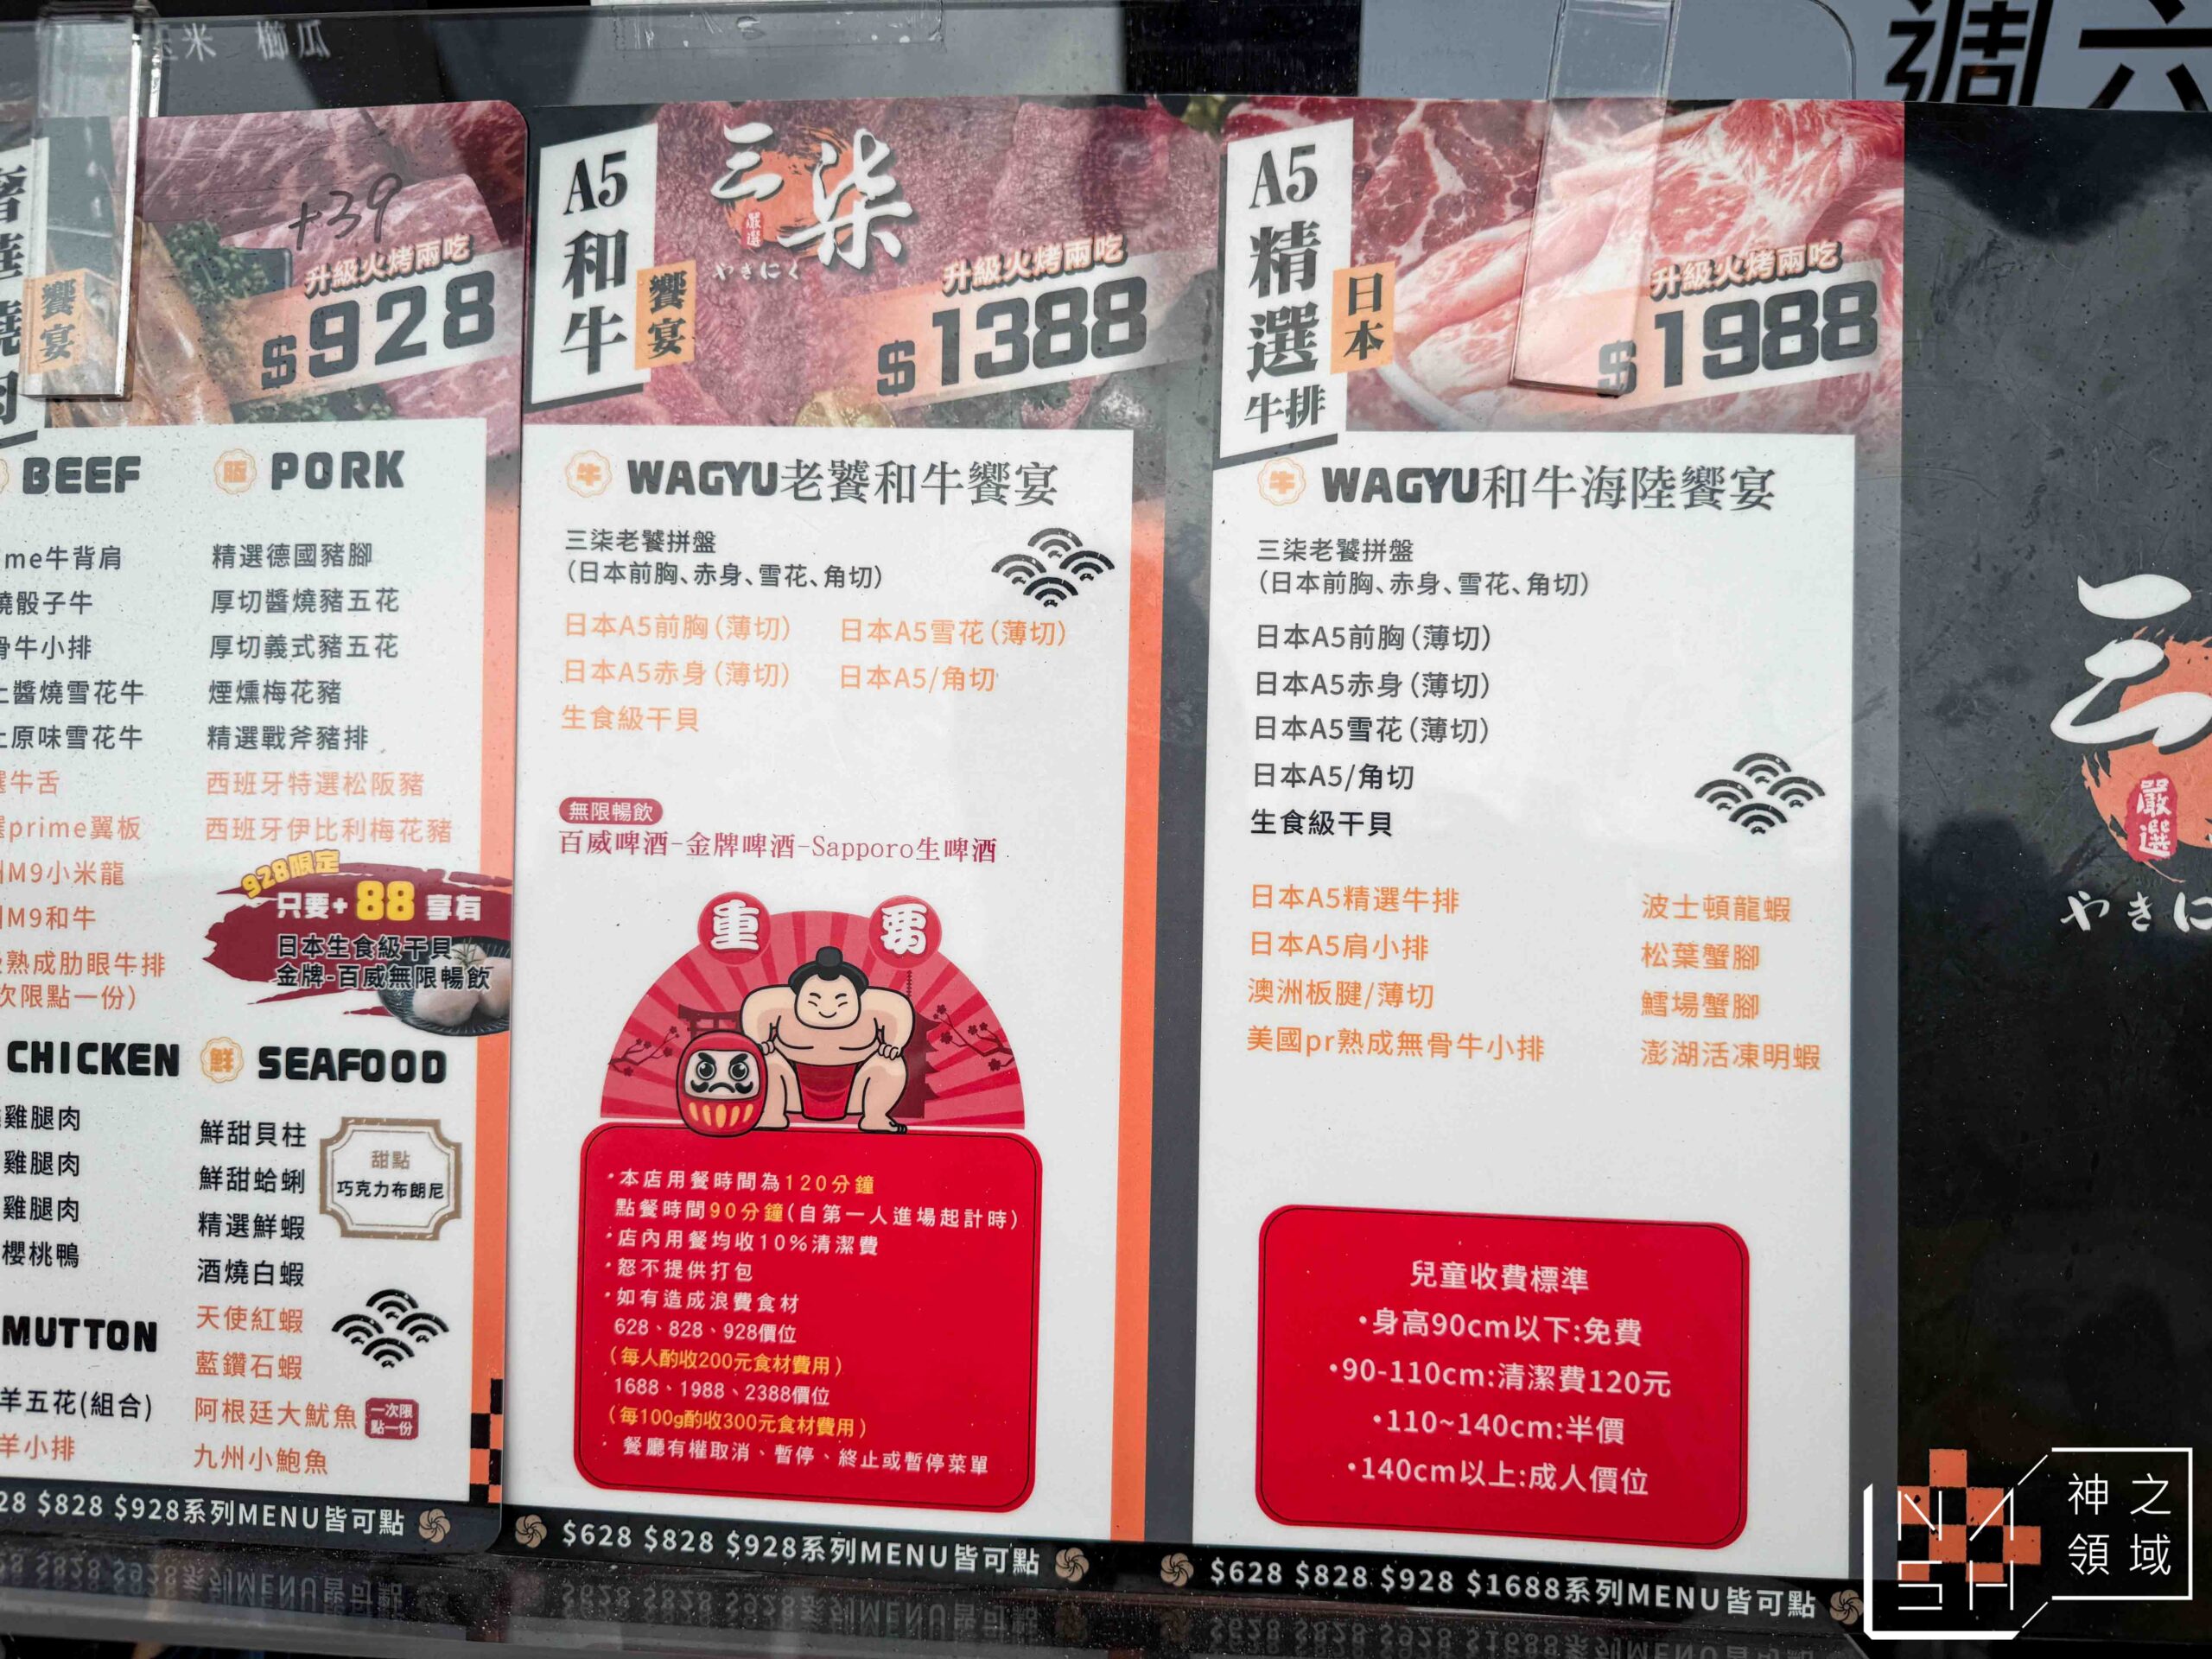 玉米 櫛瓜
週六
饗宴
+39
升級火烤兩吃
$928
BEEF
me牛背肩
燒骰子牛
骨牛小排
上醬燒雪花牛
上原味雪花牛
選牛舌
選prime翼板
M9小米龍
M9和牛
熟成肋眼牛排
次限點一份)
豚 PORK
精選德國豬腳
厚切醬燒豬五花
厚切義式豬五花
煙燻梅花豬
精選戰斧豬排
西班牙特選松阪豬
西班牙伊比利梅花豬
928限定
只要+88享有
日本生食級干貝
金牌-百威無限暢飲
CHICKEN
雞腿肉
雞腿肉
雞腿肉
櫻桃鴨
MUTTON
羊五花(組合)
羊小排
鮮 SEAFOOD
鮮甜貝柱
鮮甜蛤蜊
精選鮮蝦
酒燒白蝦
天使紅蝦
藍鑽石蝦
阿根廷大魷魚
一次限
點一份
九州小鮑魚
甜點
巧克力布朗尼
28 $828 $928系列MENU皆可點
A5和牛
饗宴
三柒
嚴選
やきにく
升級火烤兩吃
$1388
牛 WAGYU老饕和牛饗宴
三柒老饕拼盤
(日本前胸、赤身、雪花、角切)
日本A5前胸(薄切) 日本A5雪花(薄切)
日本A5赤身(薄切) 日本A5/角切
生食級干貝
無限暢飲
百威啤酒-金牌啤酒-Sapporo生啤酒
重要
·本店用餐時間為120分鐘
點餐時間90分鐘(自第一人進場起計時)
·店內用餐均收10%清潔費
·恕不提供打包
·如有造成浪費食材
628、828、928價位
(每人酌收200元食材費用)
1688、1988、2388價位
(每100g酌收300元食材費用)
·餐廳有權取消、暫停、終止或暫停菜單
$628 $828 $928系列MENU皆可點
A5精選牛排
日本
升級火烤兩吃
$1988
牛 WAGYU和牛海陸饗宴
三柒老饕拼盤
(日本前胸、赤身、雪花、角切)
日本A5前胸(薄切)
日本A5赤身(薄切)
日本A5雪花(薄切)
日本A5/角切
生食級干貝
日本A5精選牛排 波士頓龍蝦
日本A5肩小排 松葉蟹腳
澳洲板腱/薄切 鱈場蟹腳
美國pr熟成無骨牛小排 澎湖活凍明蝦
兒童收費標準
•身高90cm以下:免費
•90-110cm:清潔費120元
•110~140cm:半價
•140cm以上:成人價位
$628 $828 $928 $1688系列MENU皆可點
三
嚴選
やきに
NASH
神之領域